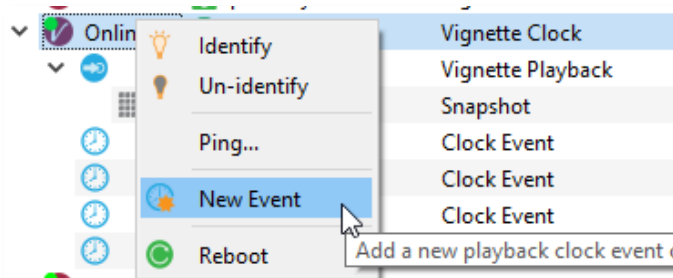 Onlin
Vignette Clock
Identify
Vignette Playback
Un-identify
Snapshot
Ping...
Clock Event
Clock Event
New Event
Clock Event
Reboot
Add a new playback clock event